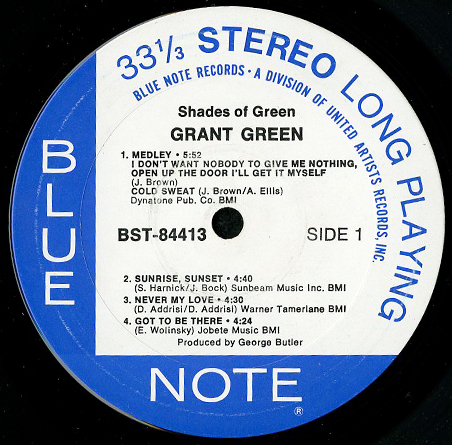 33⅓ STEREO LONG PLAYING
BLUE NOTE RECORDS • A DIVISION OF UNITED ARTISTS RECORDS, INC.
Shades of Green
GRANT GREEN
1. MEDLEY • 5:52
I DON'T WANT NOBODY TO GIVE ME NOTHING,
OPEN UP THE DOOR I'LL GET IT MYSELF
(J. Brown)
COLD SWEAT (J. Brown/A. Ellis)
Dynatone Pub. Co. BMI
BST-84413 SIDE 1
2. SUNRISE, SUNSET • 4:40
(S. Harnick/J. Bock) Sunbeam Music Inc. BMI
3. NEVER MY LOVE • 4:30
(D. Addrisi/D. Addrisi) Warner Tamerlane BMI
4. GOT TO BE THERE • 4:24
(E. Wolinsky) Jobete Music BMI
Produced by George Butler
BLUE
NOTE
®